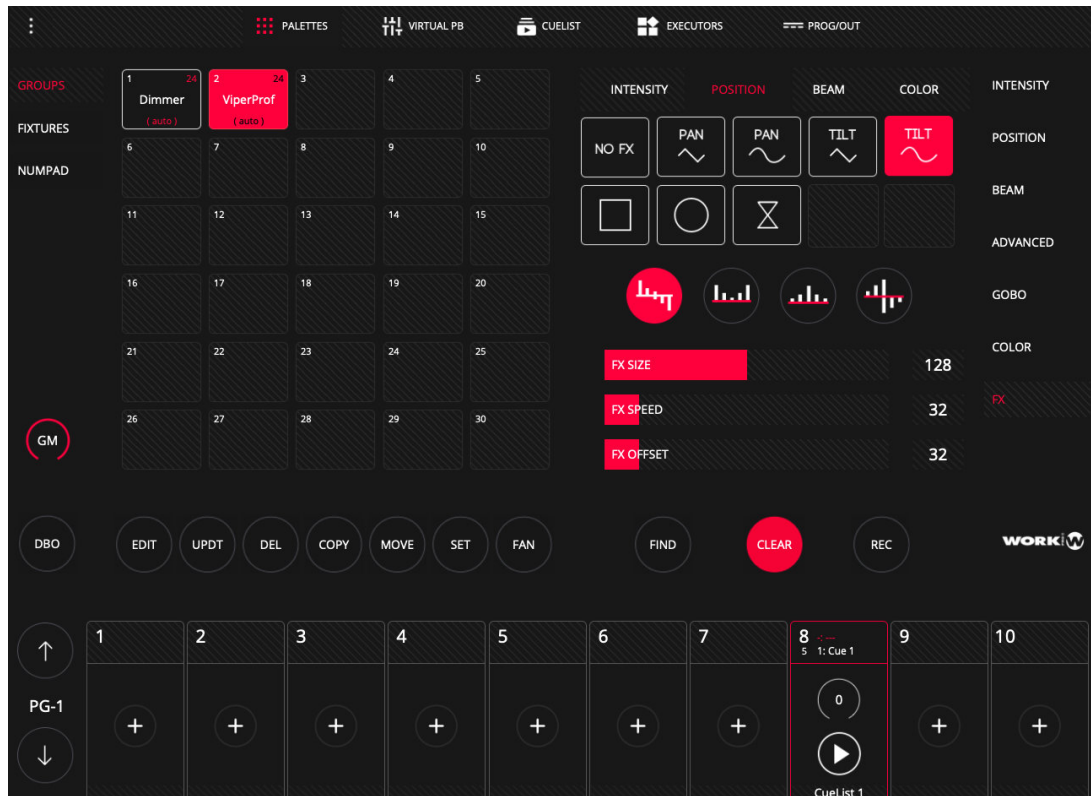 PALETTES
VIRTUAL PB
CUELIST
EXECUTORS
PROG/OUT
GROUPS
FIXTURES
NUMPAD
1 24
Dimmer
( auto )
2 24
ViperProf
( auto )
3
4
5
6
7
8
9
10
11
12
13
14
15
16
17
18
19
20
21
22
23
24
25
26
27
28
29
30
INTENSITY
POSITION
BEAM
COLOR
NO FX
PAN
PAN
TILT
TILT
FX SIZE
128
FX SPEED
32
FX OFFSET
32
INTENSITY
POSITION
BEAM
ADVANCED
GOBO
COLOR
FX
GM
DBO
EDIT
UPDT
DEL
COPY
MOVE
SET
FAN
FIND
CLEAR
REC
WORK
PG-1
1
+
2
+
3
+
4
+
5
+
6
+
7
+
8 -: ---
5 1: Cue 1
0
CueList 1
9
+
10
+